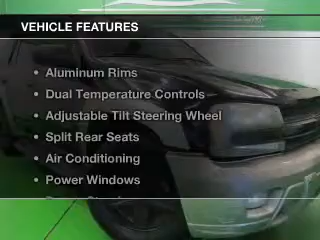 VEHICLE FEATURES
• Aluminum Rims
• Dual Temperature Controls
• Adjustable Tilt Steering Wheel
• Split Rear Seats
• Air Conditioning
• Power Windows